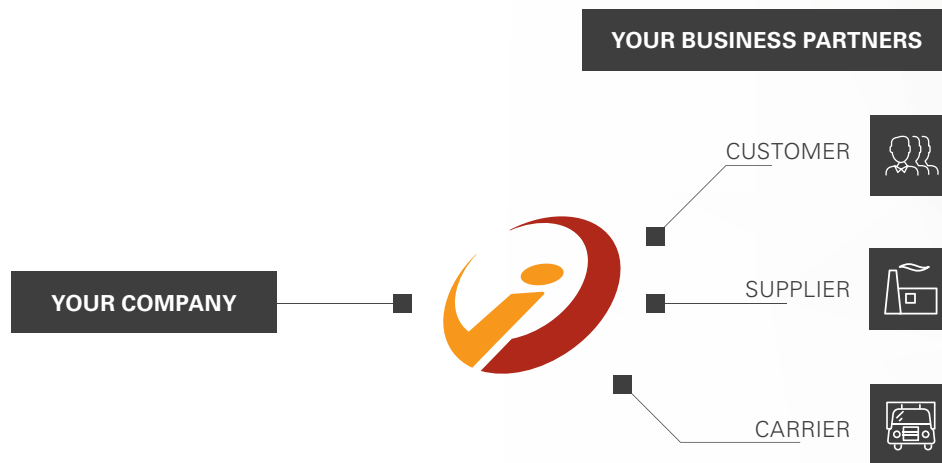 YOUR BUSINESS PARTNERS
CUSTOMER
SUPPLIER
YOUR COMPANY
CARRIER